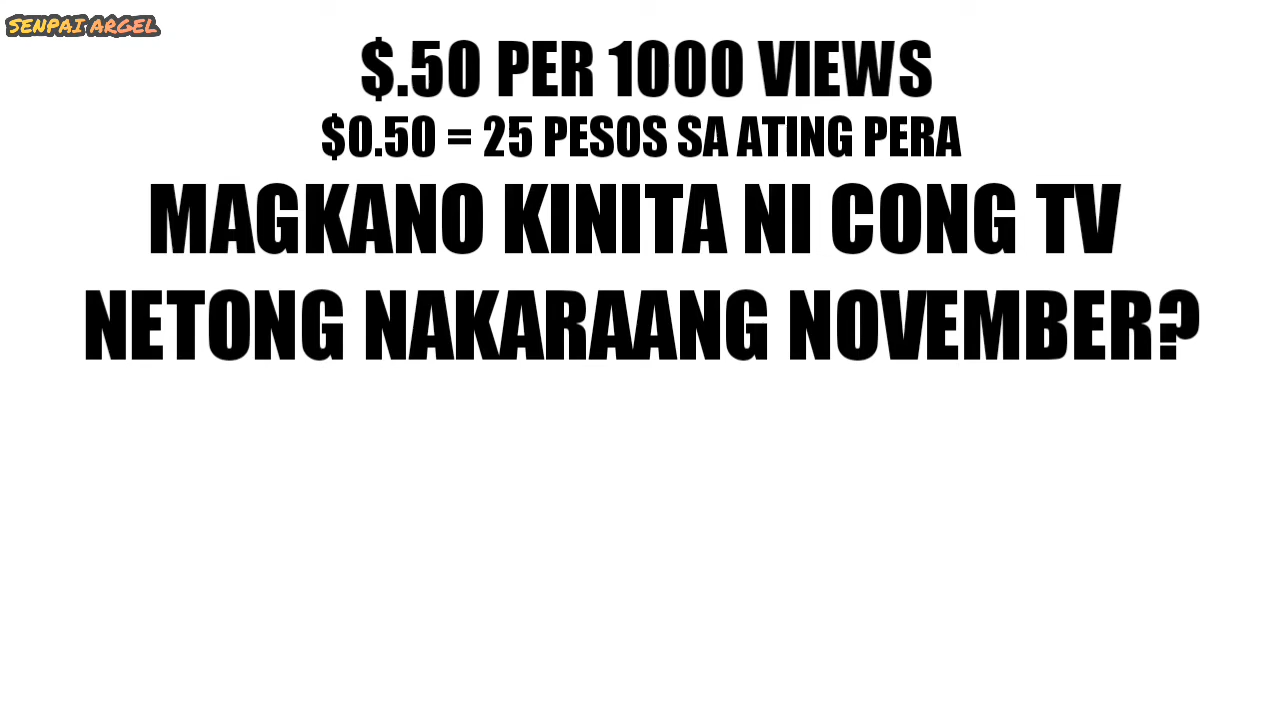 SENPAI ARGEL
$.50 PER 1000 VIEWS
$0.50 = 25 PESOS SA ATING PERA
MAGKANO KINITA NI CONG TV
NETONG NAKARAANG NOVEMBER?